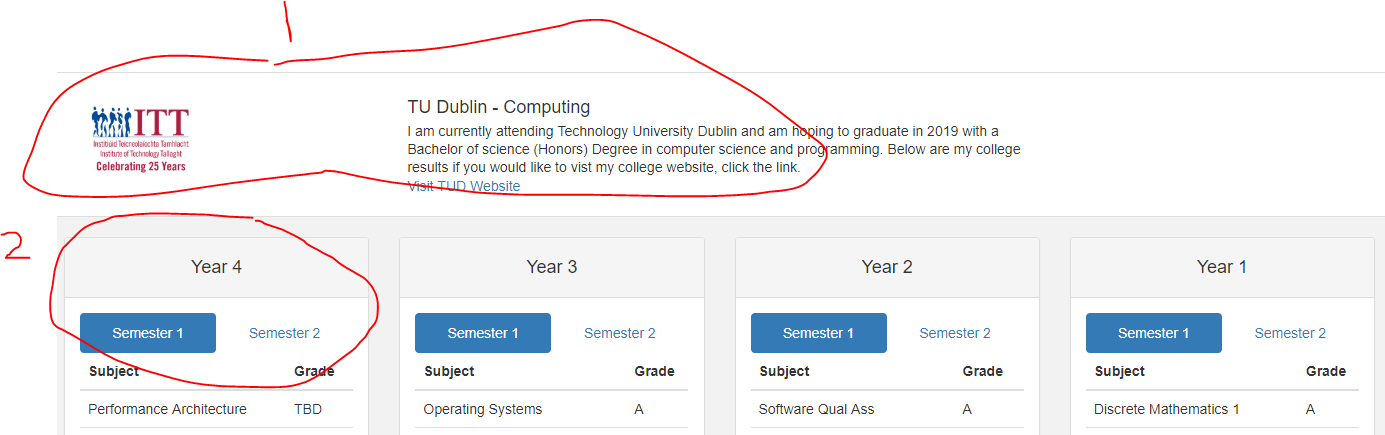 1
ITT
Institiúid Teicneolaíochta Tamhlacht
Institute of Technology Tallaght
Celebrating 25 Years
TU Dublin - Computing
I am currently attending Technology University Dublin and am hoping to graduate in 2019 with a
Bachelor of science (Honors) Degree in computer science and programming. Below are my college
results if you would like to vist my college website, click the link.
Visit TUD Website
2
Year 4
Year 3
Year 2
Year 1
Semester 1 Semester 2
Semester 1 Semester 2
Semester 1 Semester 2
Semester 1 Semester 2
Subject Grade
Subject Grade
Subject Grade
Subject Grade
Performance Architecture TBD
Operating Systems A
Software Qual Ass A
Discrete Mathematics 1 A